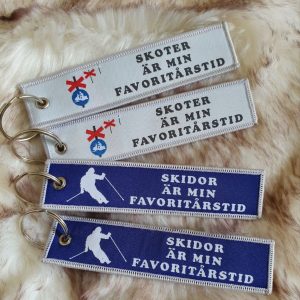 SKOTER
ÄR MIN
FAVORITÅRSTID
SKOTER
ÄR MIN
FAVORITÅRSTID
SKIDOR
ÄR MIN
FAVORITÅRSTID
SKIDOR
ÄR MIN
FAVORITÅRSTID